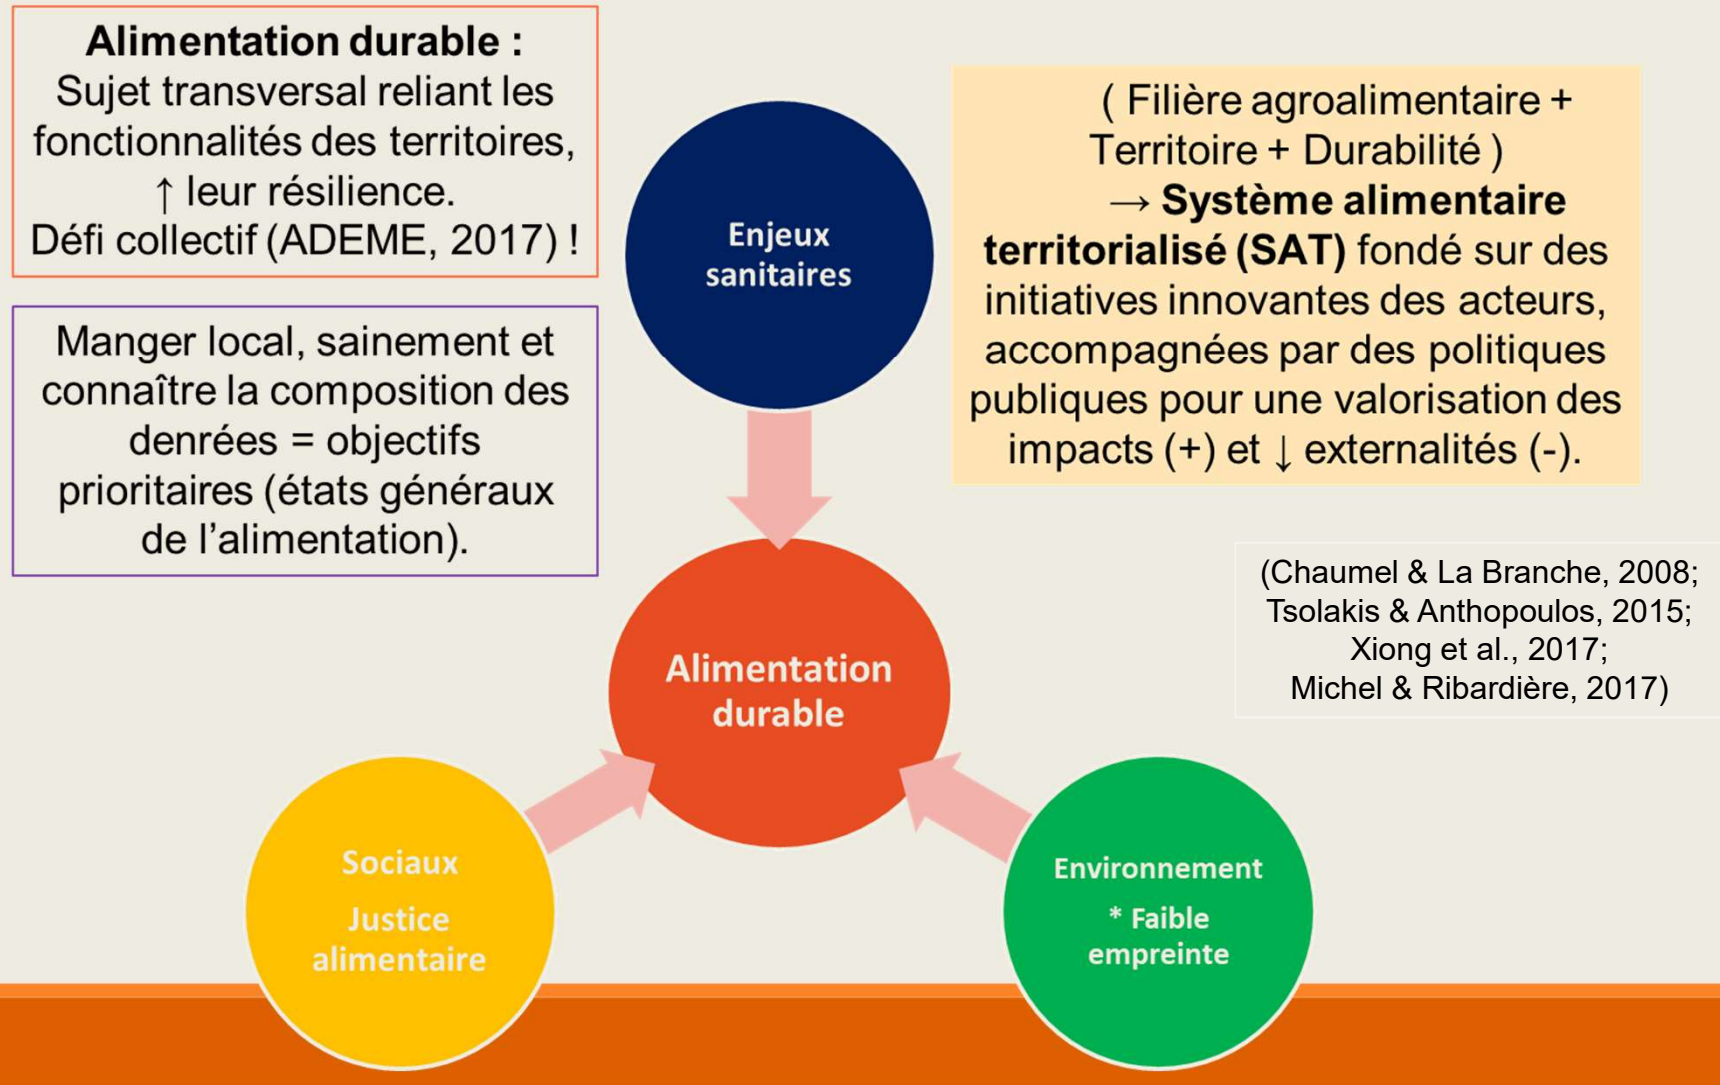 Alimentation durable :
Sujet transversal reliant les
fonctionnalités des territoires,
↑ leur résilience.
Défi collectif (ADEME, 2017) !
Manger local, sainement et
connaître la composition des
denrées = objectifs
prioritaires (états généraux
de l’alimentation).
Enjeux
sanitaires
( Filière agroalimentaire +
Territoire + Durabilité )
→ Système alimentaire
territorialisé (SAT) fondé sur des
initiatives innovantes des acteurs,
accompagnées par des politiques
publiques pour une valorisation des
impacts (+) et ↓ externalités (-).
(Chaumel & La Branche, 2008;
Tsolakis & Anthopoulos, 2015;
Xiong et al., 2017;
Michel & Ribardière, 2017)
Alimentation
durable
Sociaux
Justice
alimentaire
Environnement
* Faible
empreinte